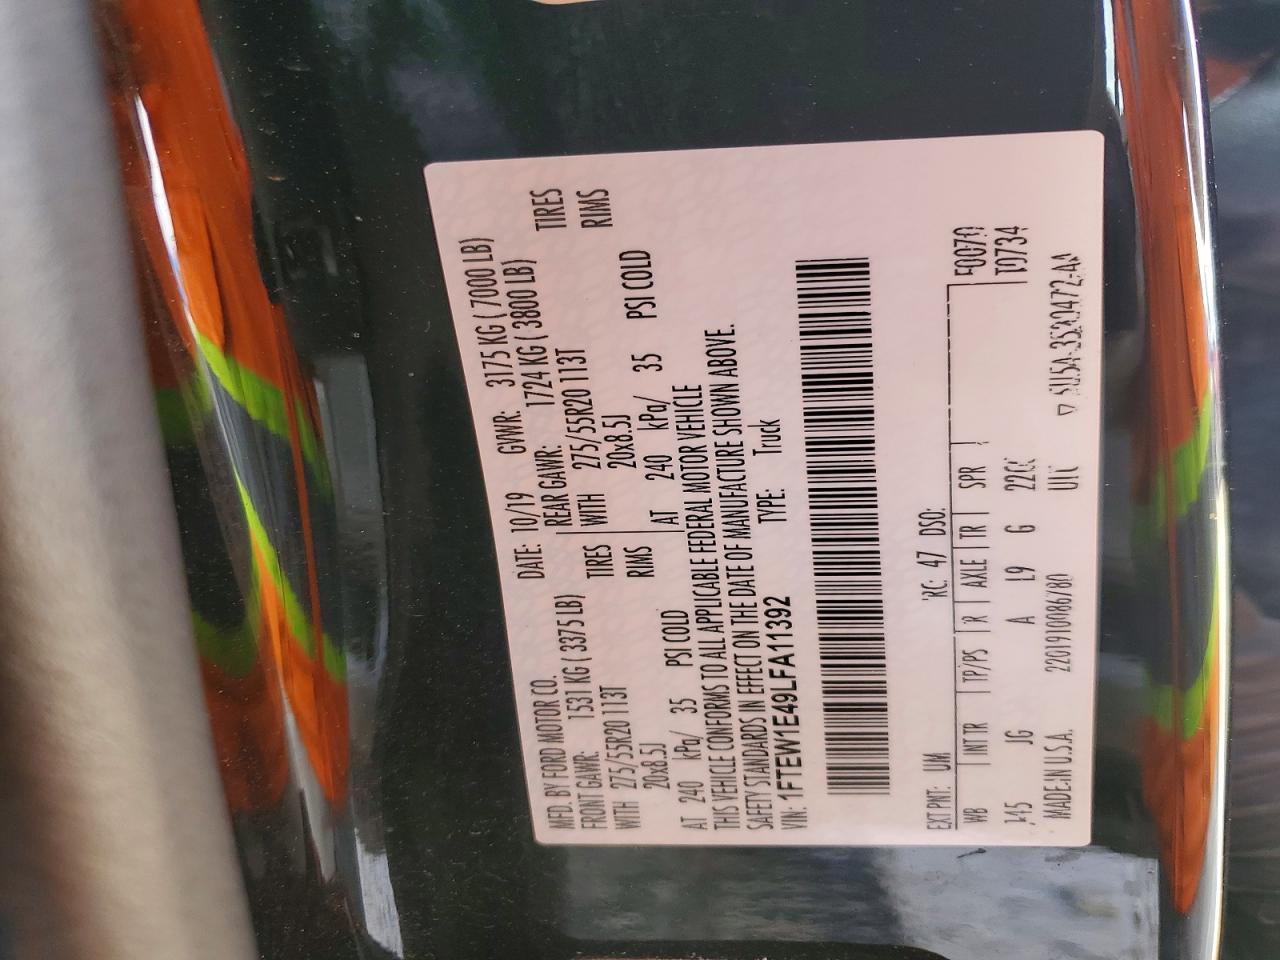 MFD. BY FORD MOTOR CO. DATE: 10/19 GVWR: 3175 KG ( 7000 LB)
FRONT GAWR: 1531 KG ( 3375 LB) REAR GAWR: 1724 KG ( 3800 LB)
WITH 275/55R20 113T TIRES WITH 275/55R20 113T TIRES
20x8.5J RIMS 20x8.5J RIMS
AT 240 kPa/ 35 PSI COLD AT 240 kPa/ 35 PSI COLD
THIS VEHICLE CONFORMS TO ALL APPLICABLE FEDERAL MOTOR VEHICLE
SAFETY STANDARDS IN EFFECT ON THE DATE OF MANUFACTURE SHOWN ABOVE.
VIN: 1FTEW1E49LFA11392 TYPE: Truck
EXT PNT: UM RC: 47 DSO: F0070
WB INT TR TP/PS R AXLE TR SPR T0734
145 JG A L9 G
MADE IN U.S.A.